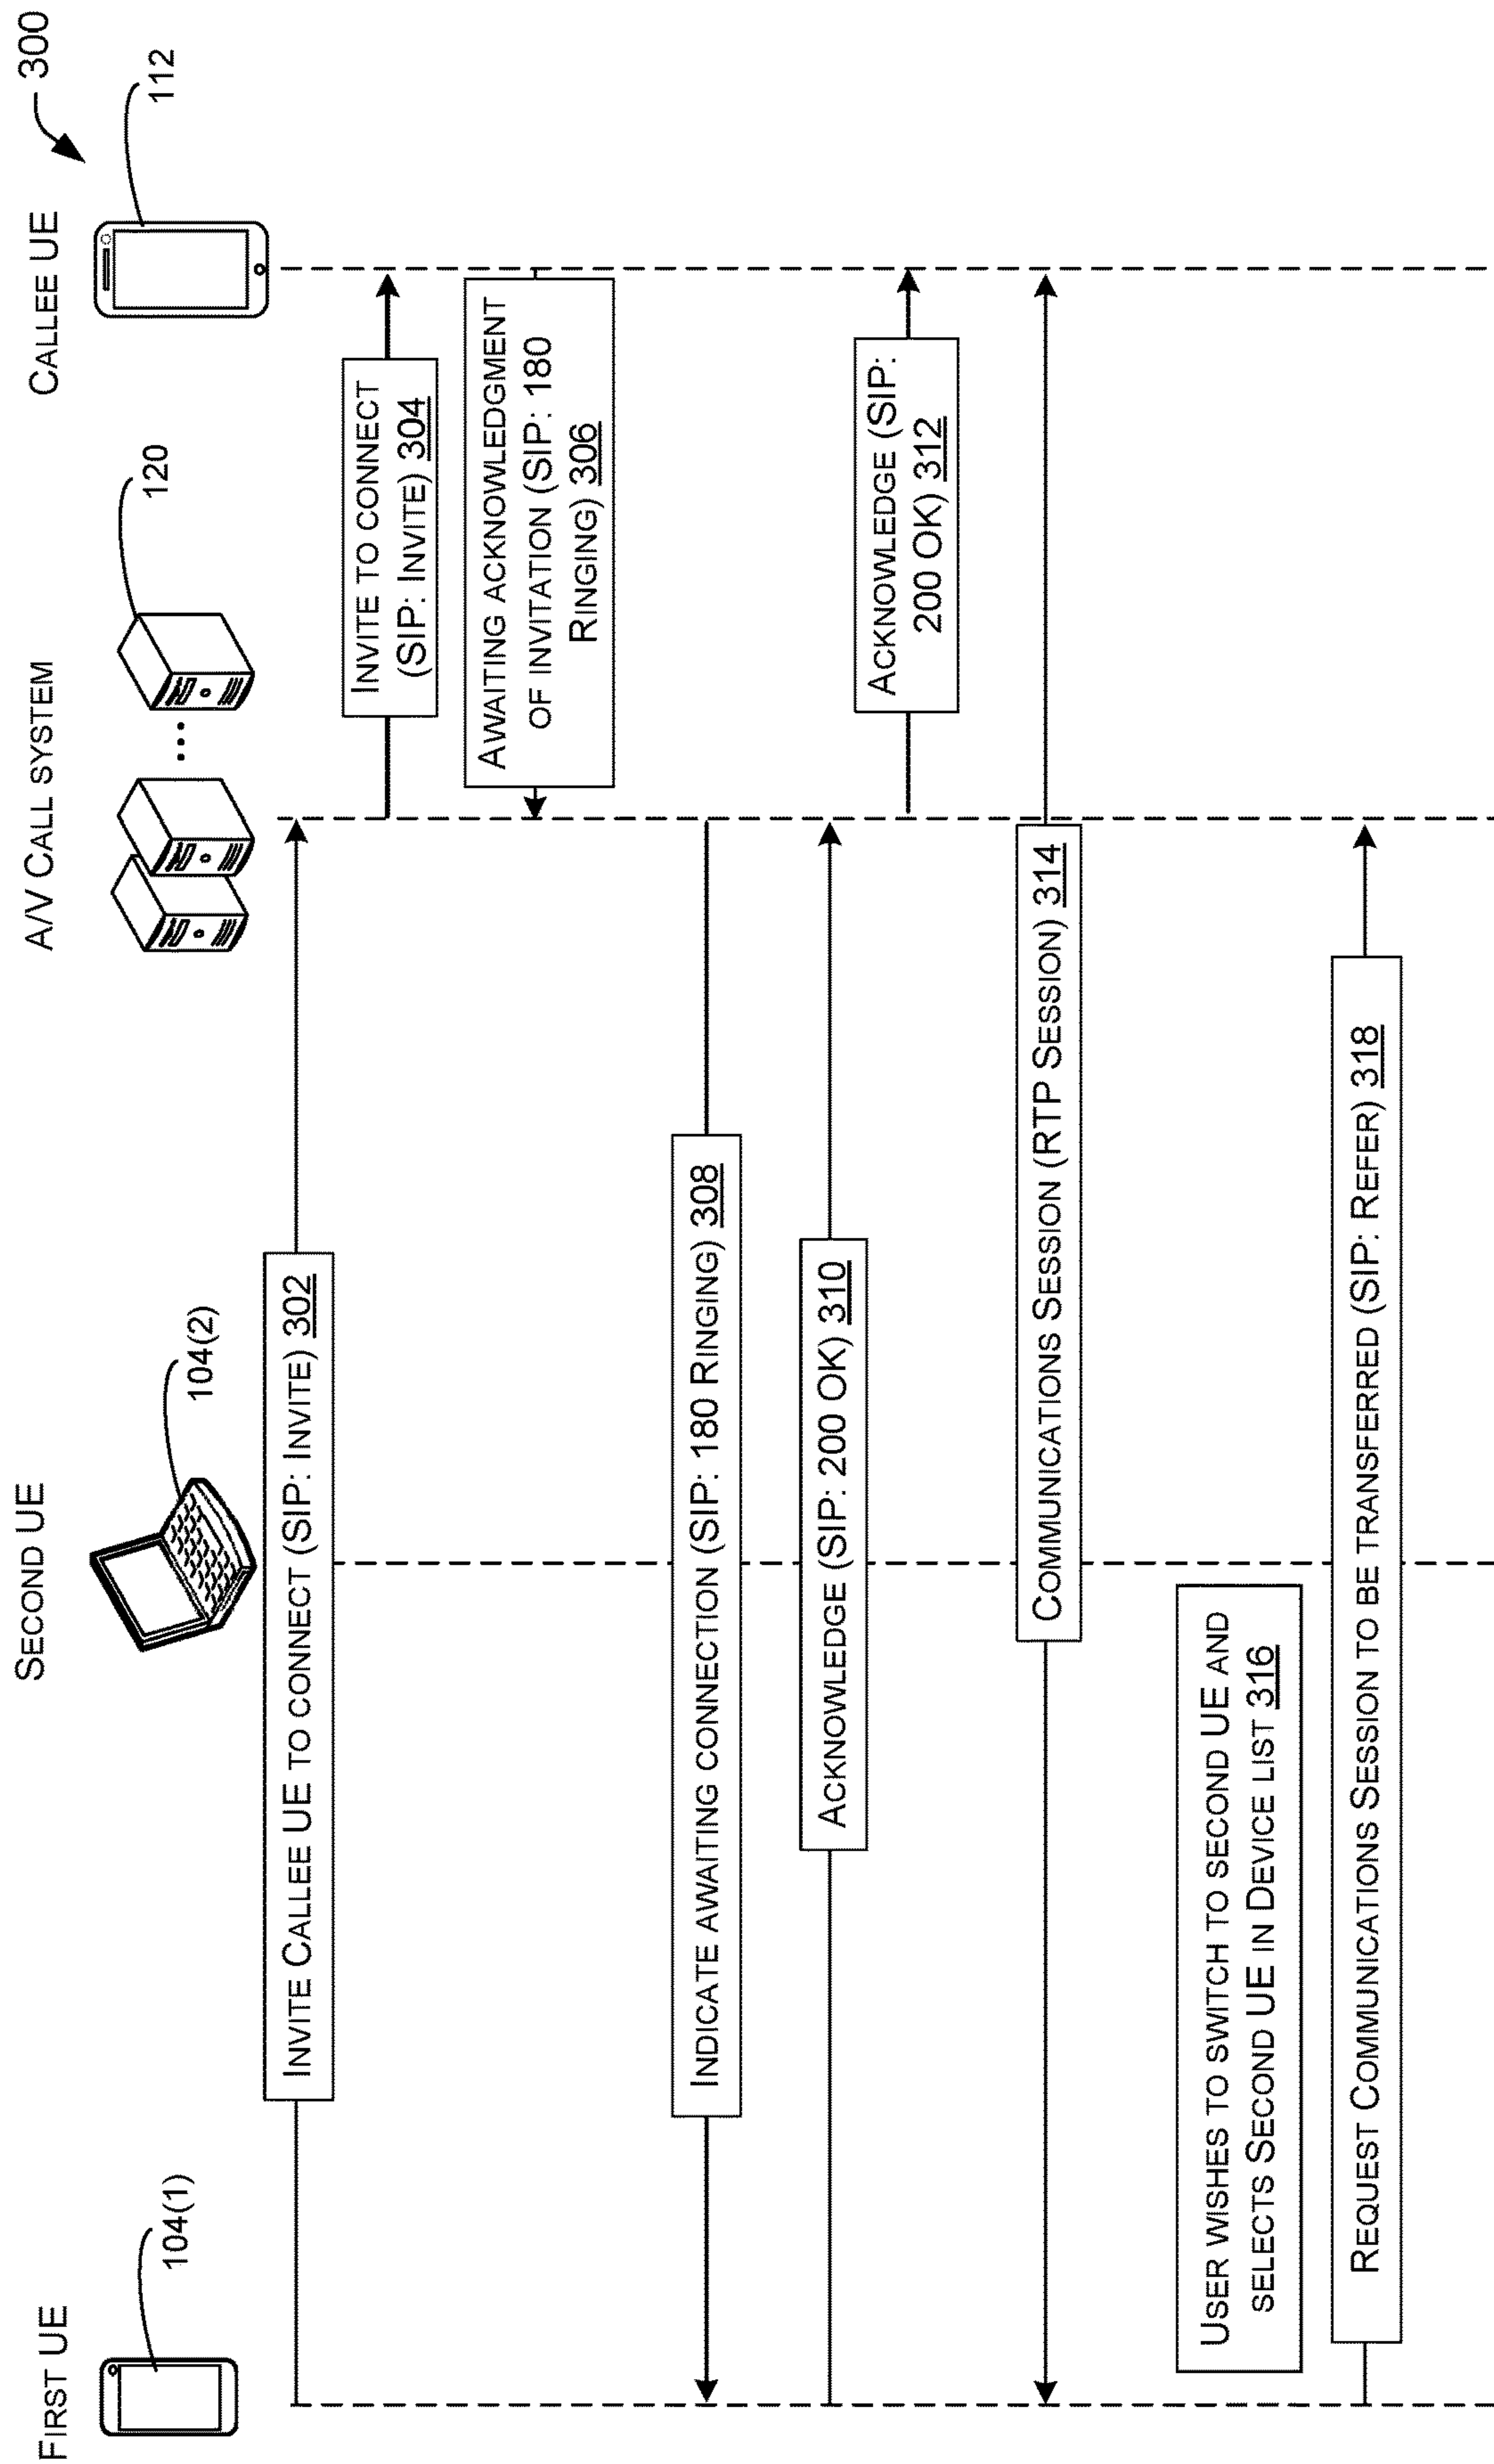 300
FIRST UE
SECOND UE
A/V CALL SYSTEM
CALLEE UE
104(1)
104(2)
120
112
INVITE CALLEE UE TO CONNECT (SIP: INVITE) 302
INVITE TO CONNECT
(SIP: INVITE) 304
AWAITING ACKNOWLEDGMENT
OF INVITATION (SIP: 180
RINGING) 306
INDICATE AWAITING CONNECTION (SIP: 180 RINGING) 308
ACKNOWLEDGE (SIP: 200 OK) 310
ACKNOWLEDGE (SIP:
200 OK) 312
COMMUNICATIONS SESSION (RTP SESSION) 314
USER WISHES TO SWITCH TO SECOND UE AND
SELECTS SECOND UE IN DEVICE LIST 316
REQUEST COMMUNICATIONS SESSION TO BE TRANSFERRED (SIP: REFER) 318